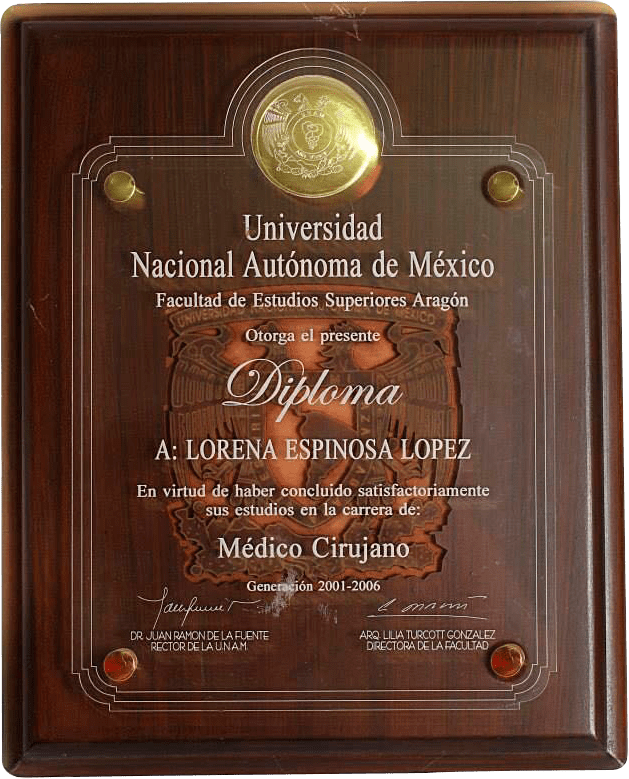 Universidad
Nacional Autónoma de México
Facultad de Estudios Superiores Aragón
Otorga el presente
Diploma
A: LORENA ESPINOSA LOPEZ
En virtud de haber concluido satisfactoriamente
sus estudios en la carrera de:
Médico Cirujano
Generación 2001-2006
DR. JUAN RAMON DE LA FUENTE
RECTOR DE LA U.N.A.M.
ARQ. LILIA TURCOTT GONZALEZ
DIRECTORA DE LA FACULTAD